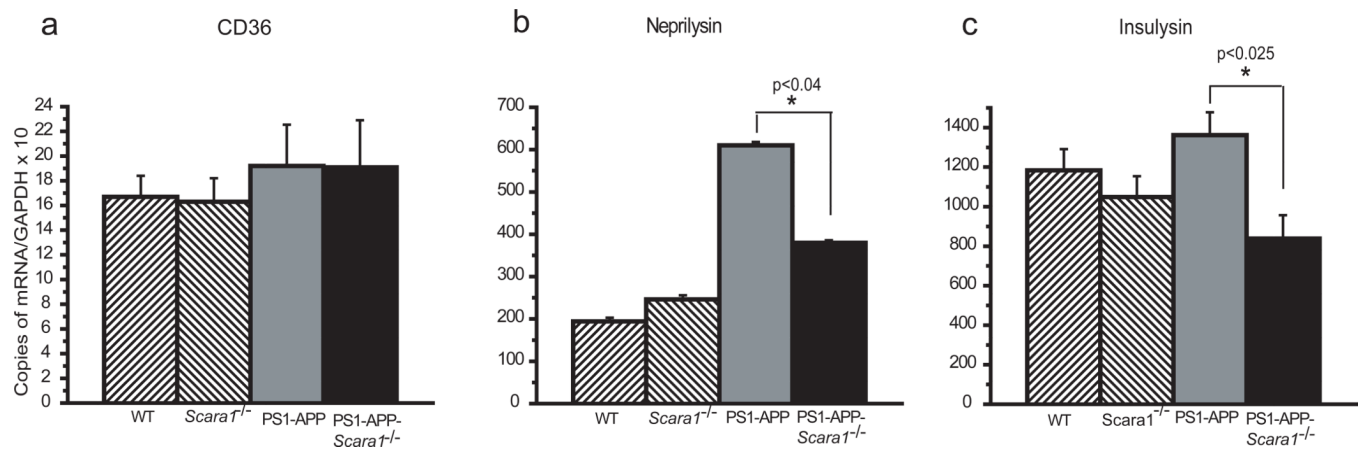 a
CD36
Copies of mRNA/GAPDH x 10
24
22
20
18
16
14
12
10
8
6
4
2
0
WT
Scara1-/-
PS1-APP
PS1-APP-
Scara1-/-
b
Neprilysin
p<0.04
*
700
600
500
400
300
200
100
0
WT
Scara1-/-
PS1-APP
PS1-APP-
Scara1-/-
c
Insulysin
p<0.025
*
1400
1200
1000
800
600
400
200
0
WT
Scara1-/-
PS1-APP
PS1-APP-
Scara1-/-